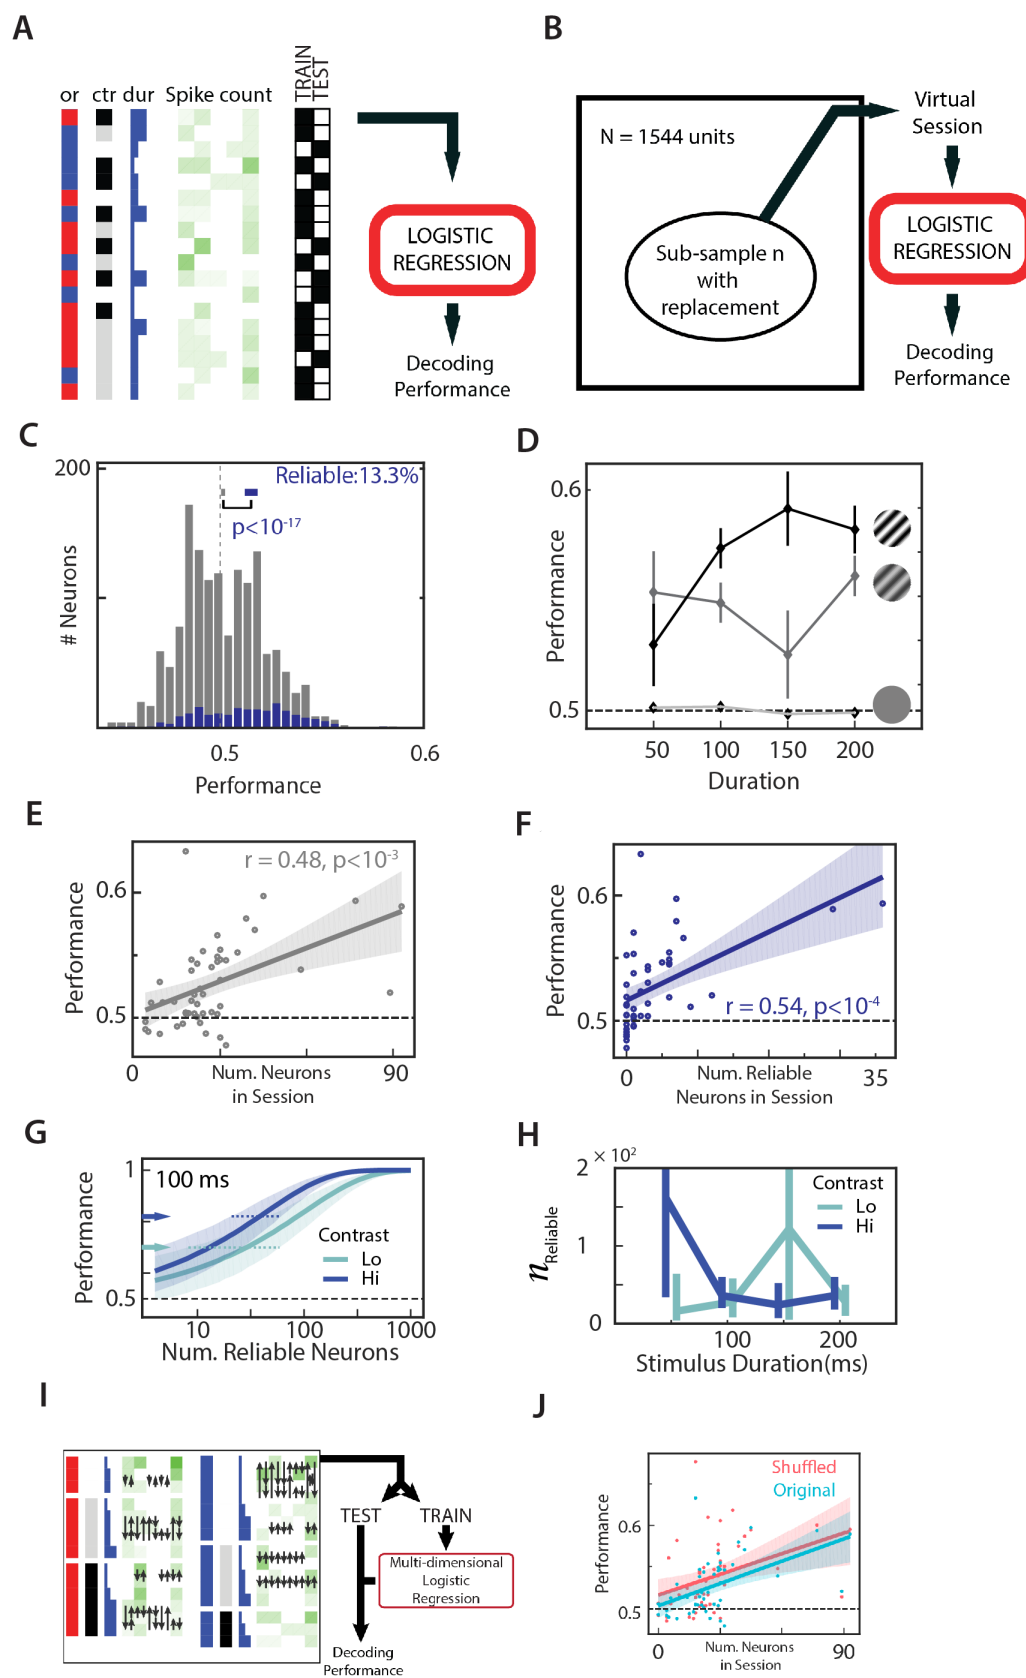 A
or ctr dur Spike count TRAIN TEST
LOGISTIC
REGRESSION
Decoding
Performance
B
N = 1544 units
Sub-sample n
with
replacement
Virtual
Session
LOGISTIC
REGRESSION
Decoding
Performance
C
200
Reliable:13.3%
p<10-17
# Neurons
0.5
0.6
Performance
D
0.6
Performance
0.5
50 100 150 200
Duration
E
r = 0.48, p<10-3
0.6
Performance
0.5
0 Num. Neurons 90
in Session
F
0.6
Performance
r = 0.54, p<10-4
0.5
0 Num. Reliable 35
Neurons in Session
G
1
100 ms
Performance
Contrast
Lo
Hi
0.5
10 100 1000
Num. Reliable Neurons
H
× 10²
2
Contrast
Lo
Hi
nReliable
0
100 200
Stimulus Duration(ms)
I
TEST TRAIN
Multi-dimensional
Logistic
Regression
Decoding
Performance
J
Shuffled
Original
0.6
Performance
0.5
0 Num. Neurons 90
in Session